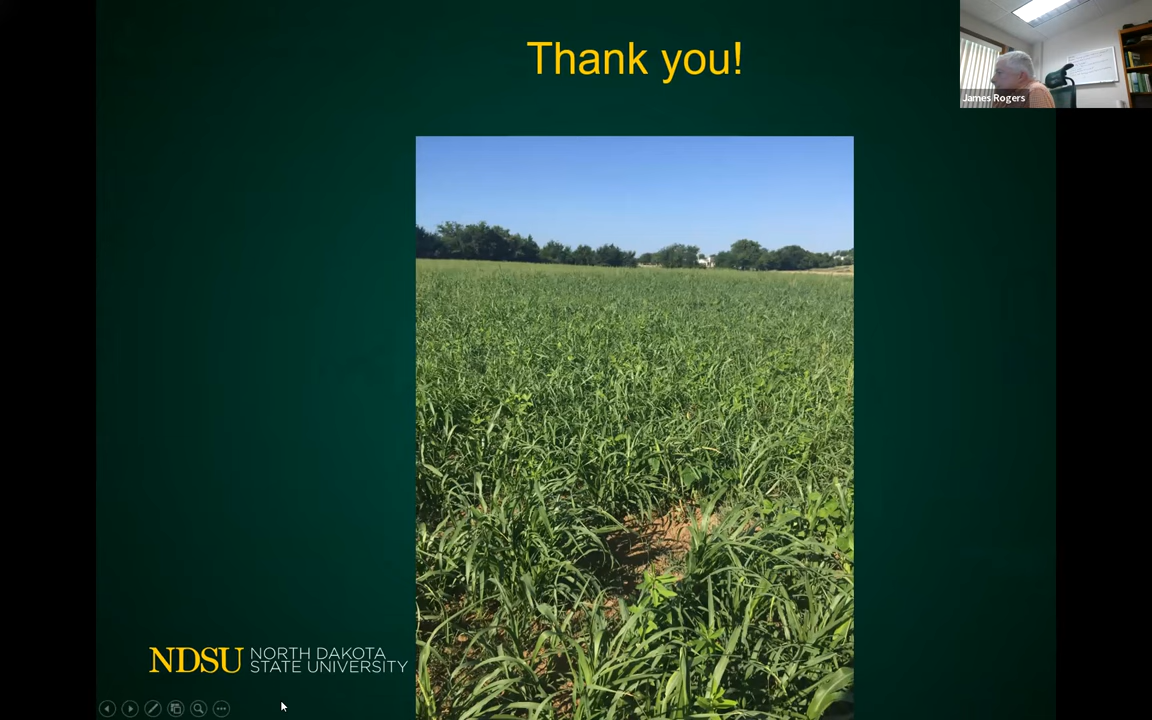 Thank you!
James Rogers
NDSU NORTH DAKOTA
STATE UNIVERSITY